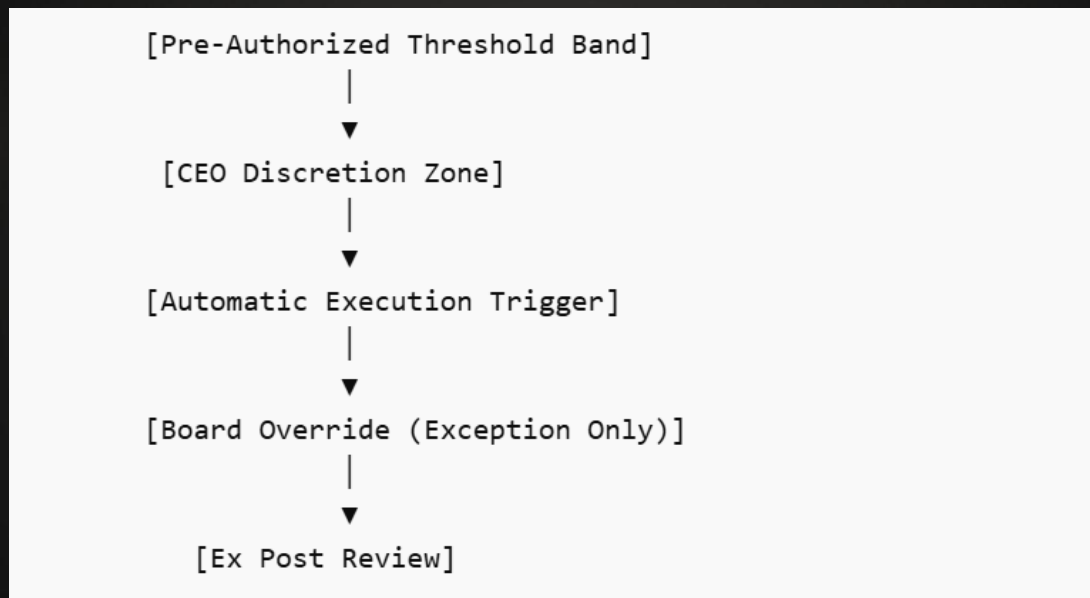 [Pre-Authorized Threshold Band]
│
▼
[CEO Discretion Zone]
│
▼
[Automatic Execution Trigger]
│
▼
[Board Override (Exception Only)]
│
▼
[Ex Post Review]